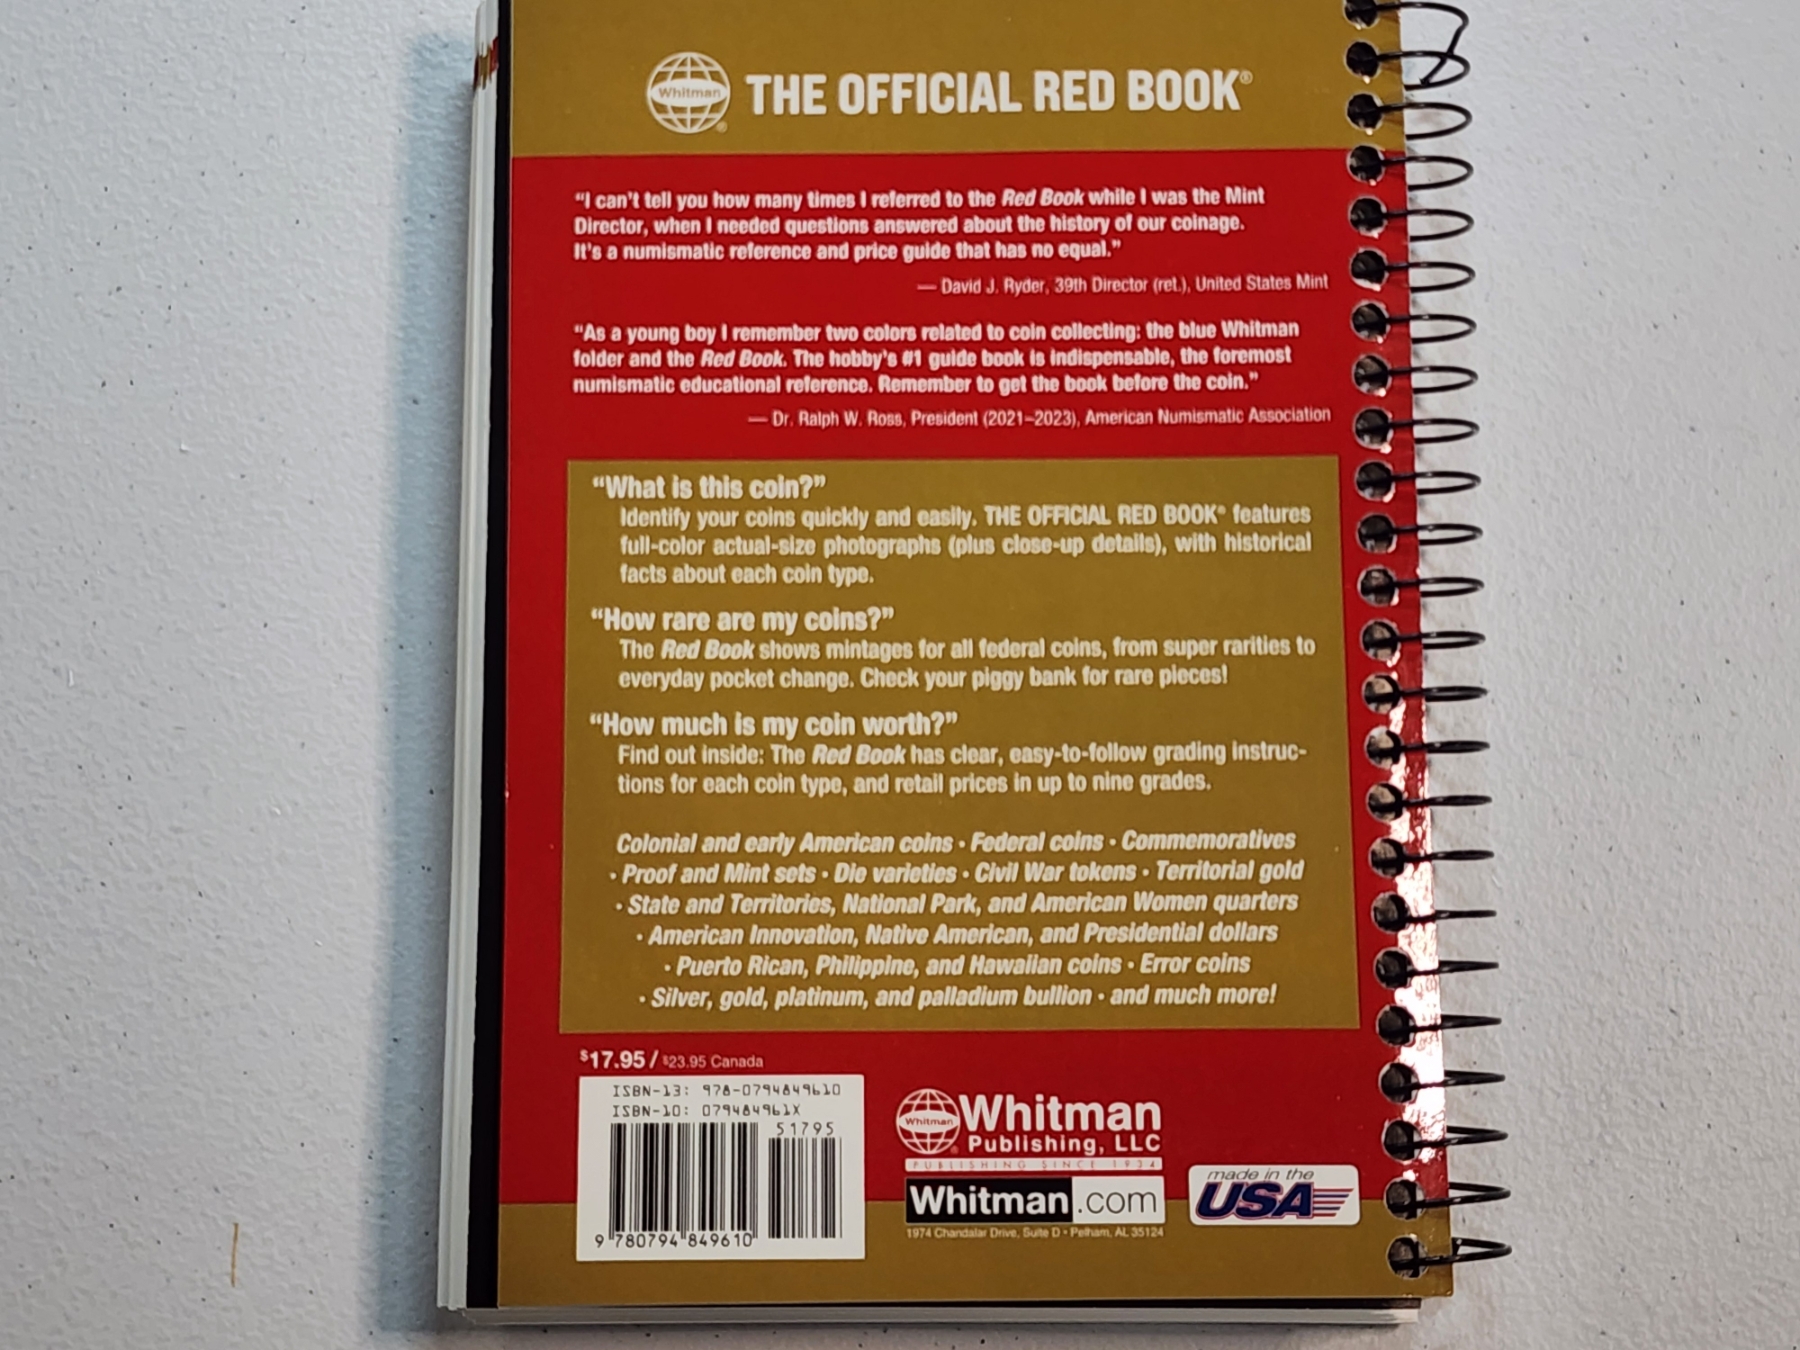 Whitman ®
THE OFFICIAL RED BOOK®
“I can’t tell you how many times I referred to the Red Book while I was the Mint
Director, when I needed questions answered about the history of our coinage.
It’s a numismatic reference and price guide that has no equal.”
— David J. Ryder, 39th Director (ret.), United States Mint
“As a young boy I remember two colors related to coin collecting: the blue Whitman
folder and the Red Book. The hobby’s #1 guide book is indispensable, the foremost
numismatic educational reference. Remember to get the book before the coin.”
— Dr. Ralph W. Ross, President (2021–2023), American Numismatic Association
“What is this coin?”
Identify your coins quickly and easily. THE OFFICIAL RED BOOK® features
full-color actual-size photographs (plus close-up details), with historical
facts about each coin type.
“How rare are my coins?”
The Red Book shows mintages for all federal coins, from super rarities to
everyday pocket change. Check your piggy bank for rare pieces!
“How much is my coin worth?”
Find out inside: The Red Book has clear, easy-to-follow grading instruc-
tions for each coin type, and retail prices in up to nine grades.
Colonial and early American coins • Federal coins • Commemoratives
• Proof and Mint sets • Die varieties • Civil War tokens • Territorial gold
• State and Territories, National Park, and American Women quarters
• American Innovation, Native American, and Presidential dollars
• Puerto Rican, Philippine, and Hawaiian coins • Error coins
• Silver, gold, platinum, and palladium bullion • and much more!
$17.95 / $23.95 Canada
ISBN-13: 978-0794849610
ISBN-10: 079484961X
51795
9 780794 849610
Whitman ®
Whitman
Publishing, LLC
PUBLISHING SINCE 1934
Whitman.com
1974 Chandalar Drive, Suite D • Pelham, AL 35124
made in the
USA